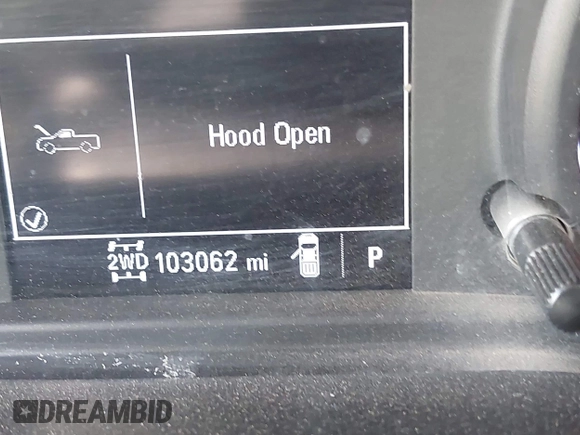 Hood Open
2WD 103062 mi P
DREAMBID